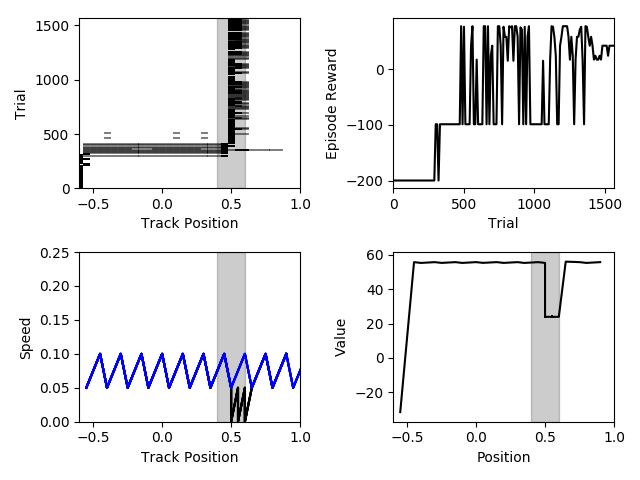 1500
1000
500
0
Trial
−0.5 0.0 0.5 1.0
Track Position
0
−100
−200
Episode Reward
0 500 1000 1500
Trial
0.25
0.20
0.15
0.10
0.05
0.00
Speed
−0.5 0.0 0.5 1.0
Track Position
60
40
20
0
−20
Value
−0.5 0.0 0.5 1.0
Position